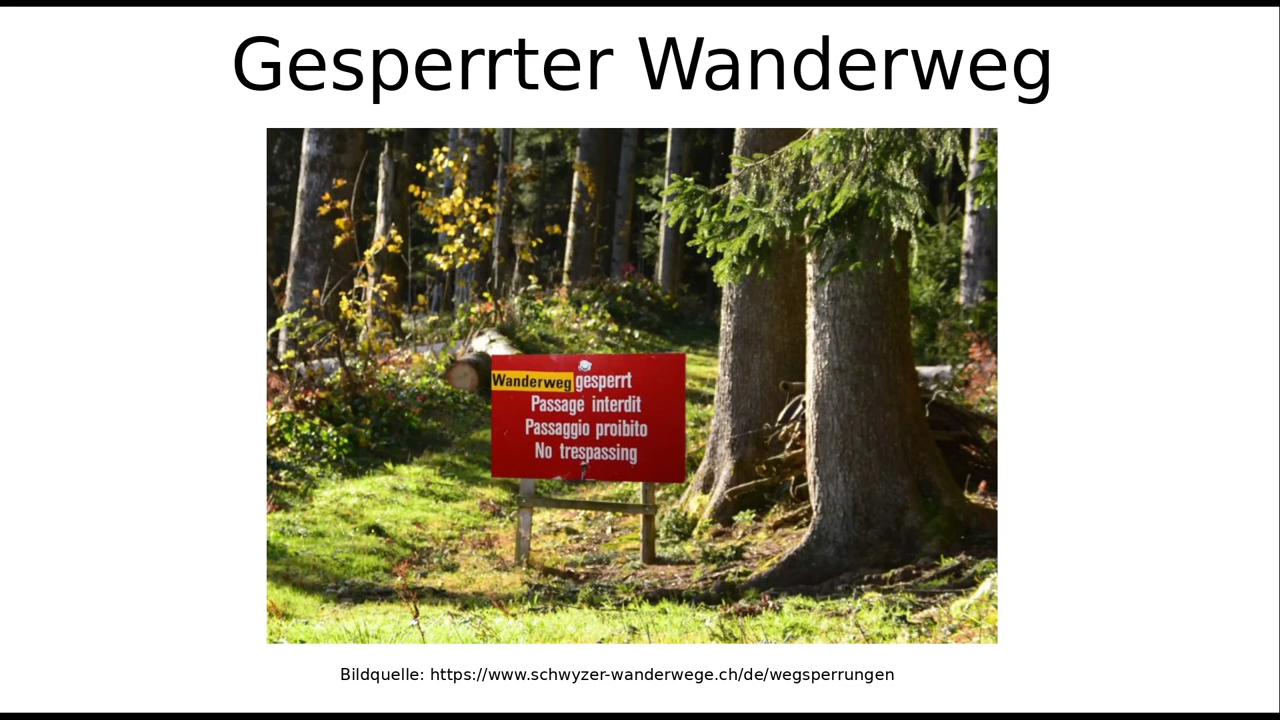 Gesperrter Wanderweg
Wanderweg gesperrt
Passage interdit
Passaggio proibito
No trespassing
Bildquelle: https://www.schwyzer-wanderwege.ch/de/wegsperrungen